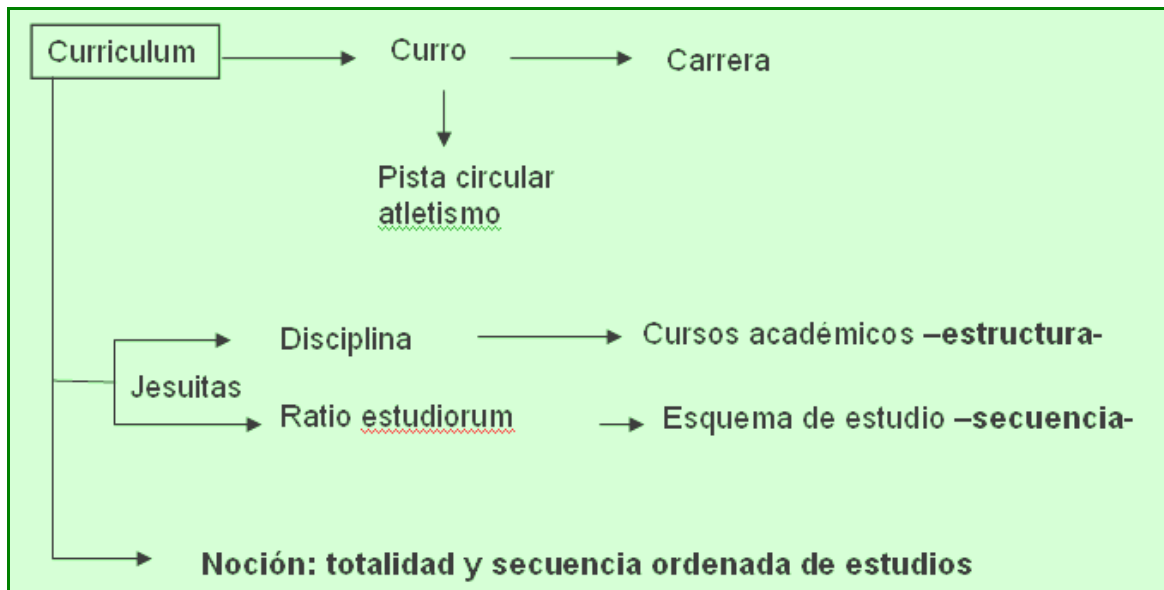 Curriculum Curro Carrera
Pista circular
atletismo
Disciplina Cursos académicos –estructura-
Jesuitas
Ratio estudiorum Esquema de estudio –secuencia-
Noción: totalidad y secuencia ordenada de estudios